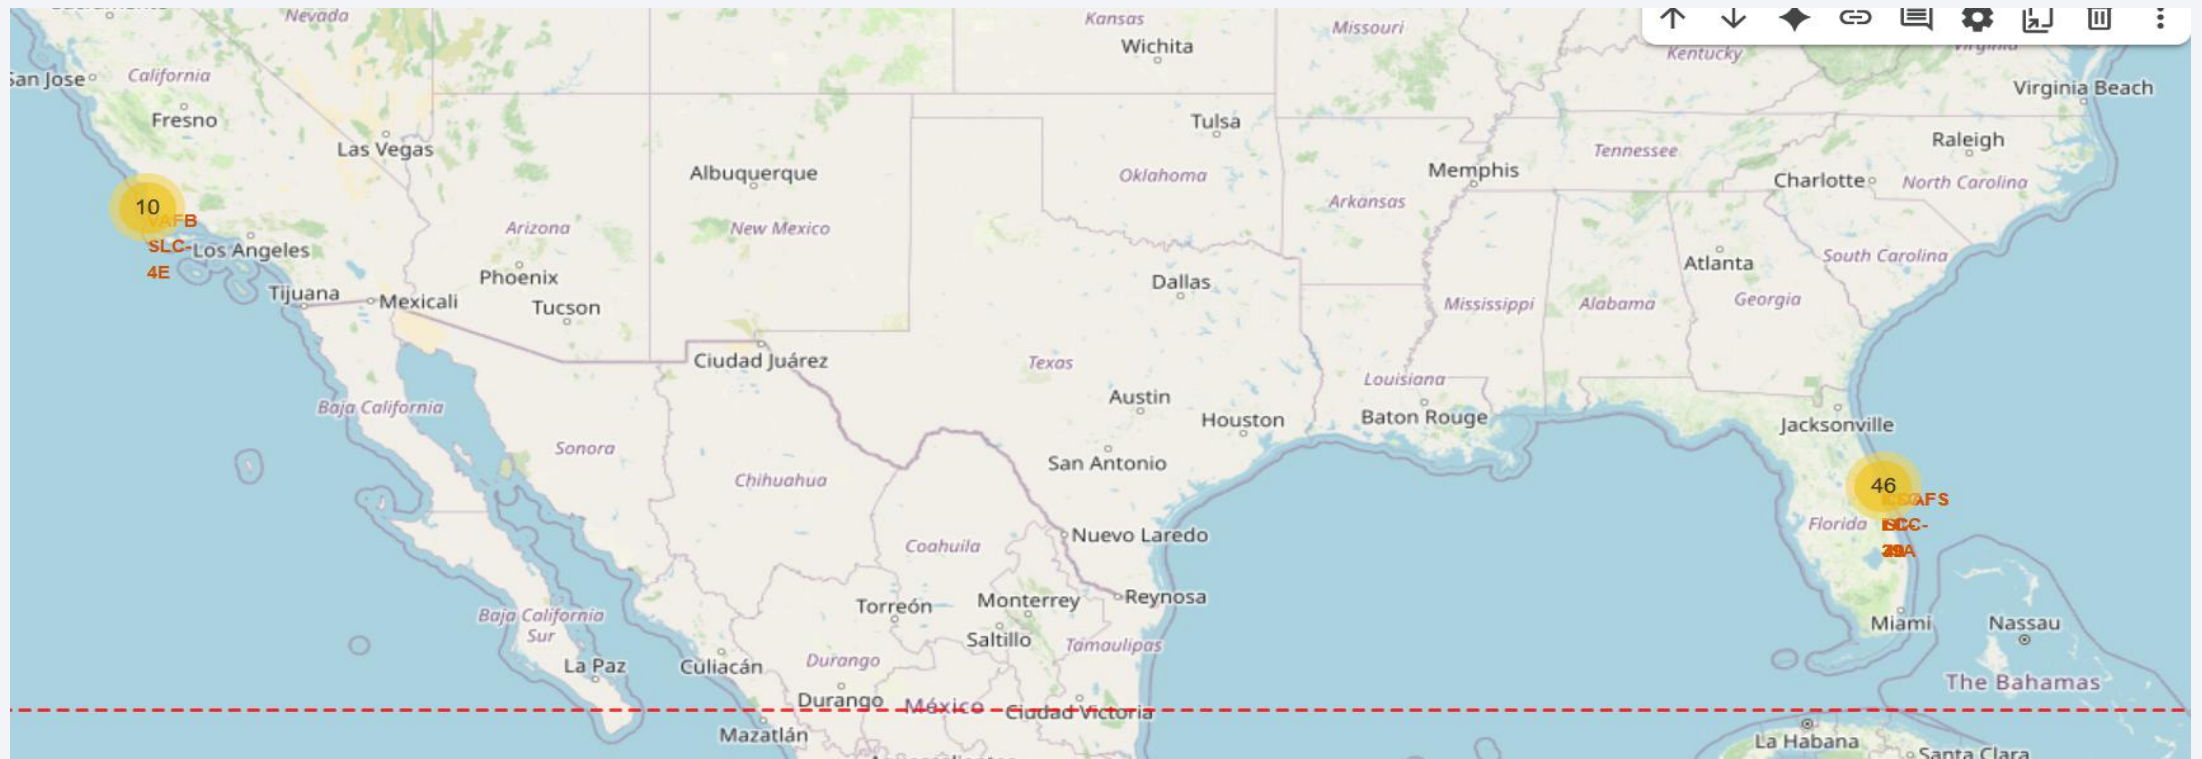 Nevada
Kansas
Missouri
Wichita
Kentucky
Virginia
San Jose
California
Virginia Beach
Fresno
Tulsa
Raleigh
Las Vegas
Tennessee
Albuquerque
Oklahoma
Memphis
Charlotte
North Carolina
10
Arkansas
VAFB
SLC-
4E
Los Angeles
Arizona
New Mexico
Atlanta
South Carolina
Phoenix
Dallas
Tijuana
Mexicali
Tucson
Mississippi
Alabama
Georgia
Ciudad Juárez
Texas
Louisiana
Baja California
Austin
Houston
Baton Rouge
Jacksonville
Sonora
San Antonio
Chihuahua
46
Florida
Nuevo Laredo
Coahuila
Torreón
Monterrey
Reynosa
Baja California
Sur
Saltillo
Tamaulipas
Miami
Nassau
La Paz
Culiacán
Durango
The Bahamas
Durango
México
Ciudad Victoria
Mazatlán
La Habana
Santa Clara